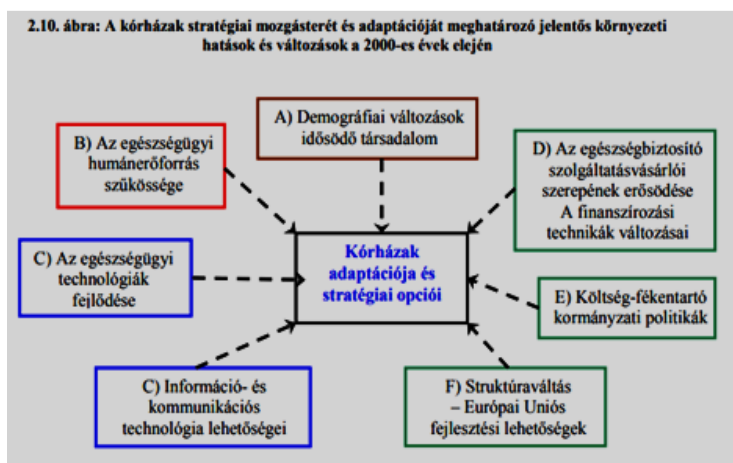 2.10. ábra: A kórházak stratégiai mozgásterét és adaptációját meghatározó jelentős környezeti
hatások és változások a 2000-es évek elején
A) Demográfiai változások
idősödő társadalom
B) Az egészségügyi
humánerőforrás
szűkössége
D) Az egészségbiztosító
szolgáltatásvásárlói
szerepének erősödése
A finanszírozási
technikák változásai
C) Az egészségügyi
technológiák
fejlődése
Kórházak
adaptációja és
stratégiai opciói
E) Költség-fékentartó
kormányzati politikák
C) Információ- és
kommunikációs
technológia lehetőségei
F) Struktúraváltás
– Európai Uniós
fejlesztési lehetőségek